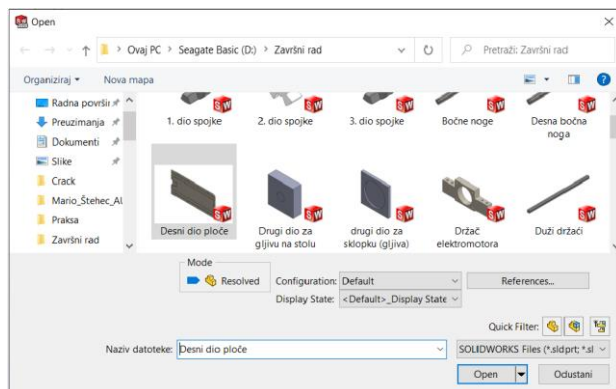 Open
Ovaj PC > Seagate Basic (D:) > Završni rad
Pretraži: Završni rad
Organiziraj
Nova mapa
Radna površin
Preuzimanja
Dokumenti
Slike
Crack
Mario_Štehec_Al
Praksa
Završni rad
1. dio spojke
2. dio spojke
3. dio spojke
Bočne noge
Desna bočna
noga
Desni dio ploče
Drugi dio za
gljivu na stolu
drugi dio za
sklopku (gljiva)
Držač
elektromotora
Duži držaći
Mode
Resolved
Configuration: Default
References...
Display State: <Default>_Display State
Quick Filter:
Naziv datoteke: Desni dio ploče
SOLIDWORKS Files (*.sldprt; *.sl
Open
Odustani